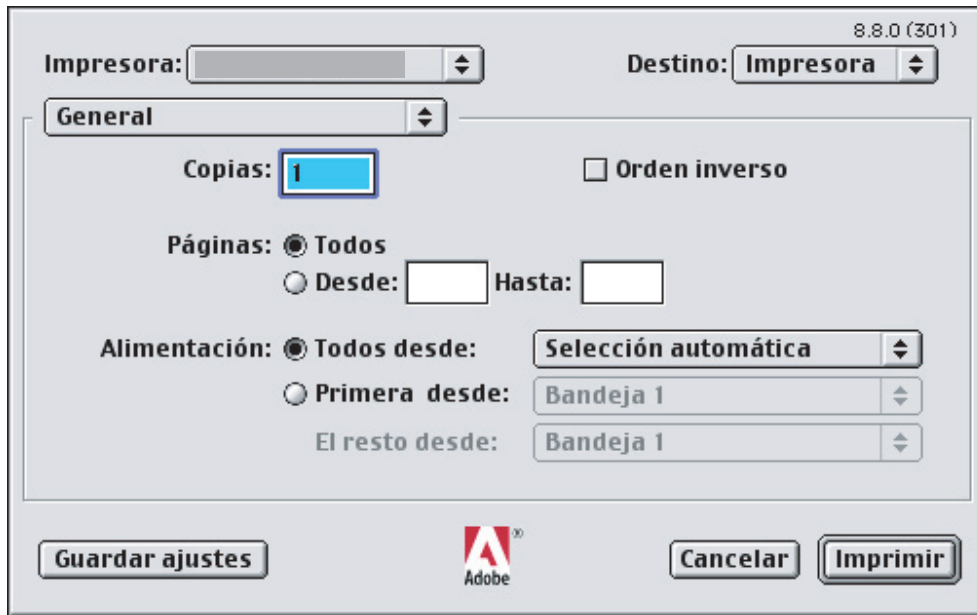 8.8.0 (301)
Impresora: Destino: Impresora
General
Copias: 1 Orden inverso
Páginas: Todos
Desde: Hasta:
Alimentación: Todos desde: Selección automática
Primera desde: Bandeja 1
El resto desde: Bandeja 1
Guardar ajustes Adobe® Cancelar Imprimir